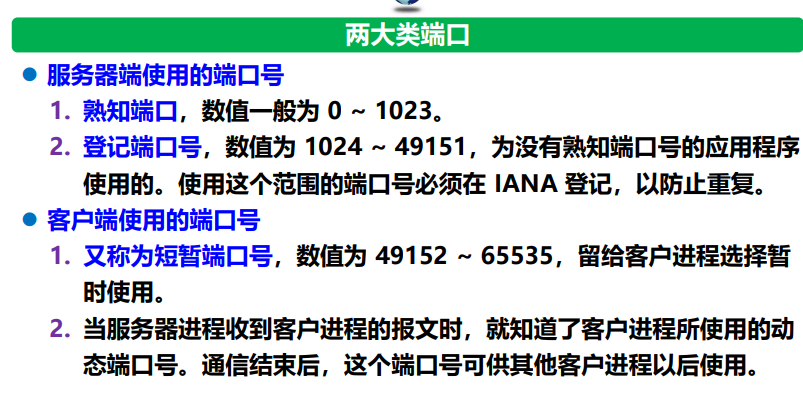 两大类端口
● 服务器端使用的端口号
1. 熟知端口，数值一般为 0 ~ 1023。
2. 登记端口号，数值为 1024 ~ 49151，为没有熟知端口号的应用程序
使用的。使用这个范围的端口号必须在 IANA 登记，以防止重复。
● 客户端使用的端口号
1. 又称为短暂端口号，数值为 49152 ~ 65535，留给客户进程选择暂
时使用。
2. 当服务器进程收到客户进程的报文时，就知道了客户进程所使用的动
态端口号。通信结束后，这个端口号可供其他客户进程以后使用。